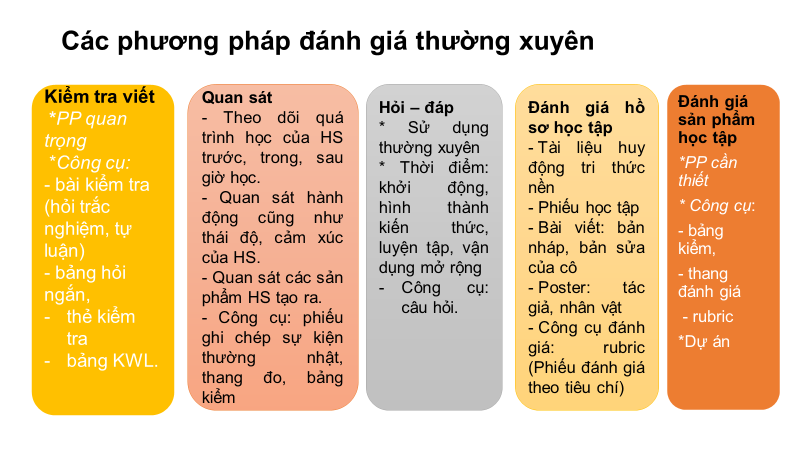 Các phương pháp đánh giá thường xuyên
Kiểm tra viết
*PP quan
trọng
*Công cụ:
- bài kiểm tra
(hỏi trắc
nghiệm, tự
luận)
- bảng hỏi
ngắn,
- thẻ kiểm
tra
- bảng KWL.
Quan sát
- Theo dõi quá
trình học của HS
trước, trong, sau
giờ học.
- Quan sát hành
động cũng như
thái độ, cảm xúc
của HS.
- Quan sát các sản
phẩm HS tạo ra.
- Công cụ: phiếu
ghi chép sự kiện
thường nhật,
thang đo, bảng
kiểm
Hỏi – đáp
* Sử dụng
thường xuyên
* Thời điểm:
khởi động,
hình thành
kiến thức,
luyện tập, vận
dụng mở rộng
- Công cụ:
câu hỏi.
Đánh giá hồ
sơ học tập
- Tài liệu huy
động tri thức
nền
- Phiếu học tập
- Bài viết: bản
nháp, bản sửa
của cô
- Poster: tác
giả, nhân vật
- Công cụ đánh
giá: rubric
(Phiếu đánh giá
theo tiêu chí)
Đánh giá
sản phẩm
học tập
*PP cần
thiết
* Công cụ:
- bảng
kiểm,
- thang
đánh giá
- rubric
*Dự án